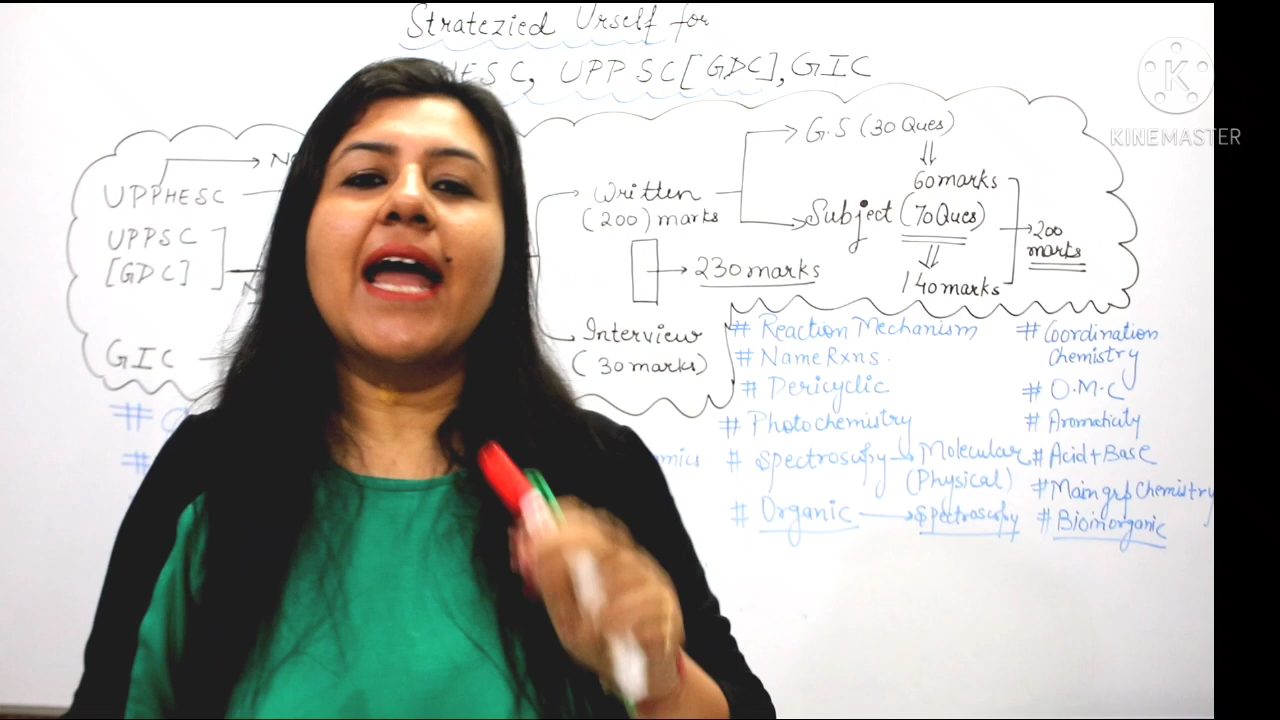 Stratezied Urself for
HESC, UPPSC[GDC], GIC
K
KINEMASTER
UPPHESC
UPPSC
[GDC]
GIC
Written
(200) marks
230 marks
Interview
(30 marks)
G.S (30 Ques)
60 marks
Subject (70 Ques)
140 marks
200
marks
# Reaction Mechanism
# Name Rxns.
# Pericyclic
# Photochemistry
# Spectroscopy → Molecular
(Physical)
# Organic → Spectroscopy
# Coordination
Chemistry
# O.M.C
# Aromaticity
# Acid + Base
# Main grp Chemistry
# Bioinorganic